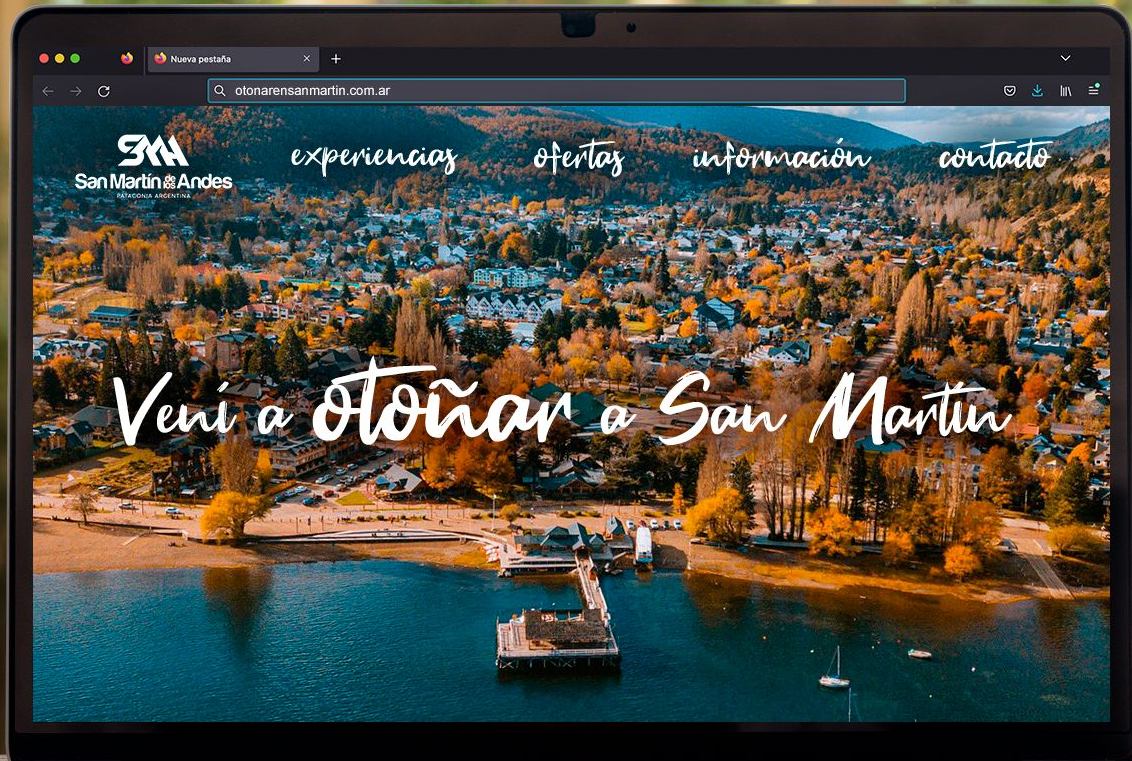 Nueva pestaña
otonarensanmartin.com.ar
SMA
San Martín de los Andes
PATAGONIA ARGENTINA
experiencias
ofertas
información
contacto
Vení a otoñar a San Martín